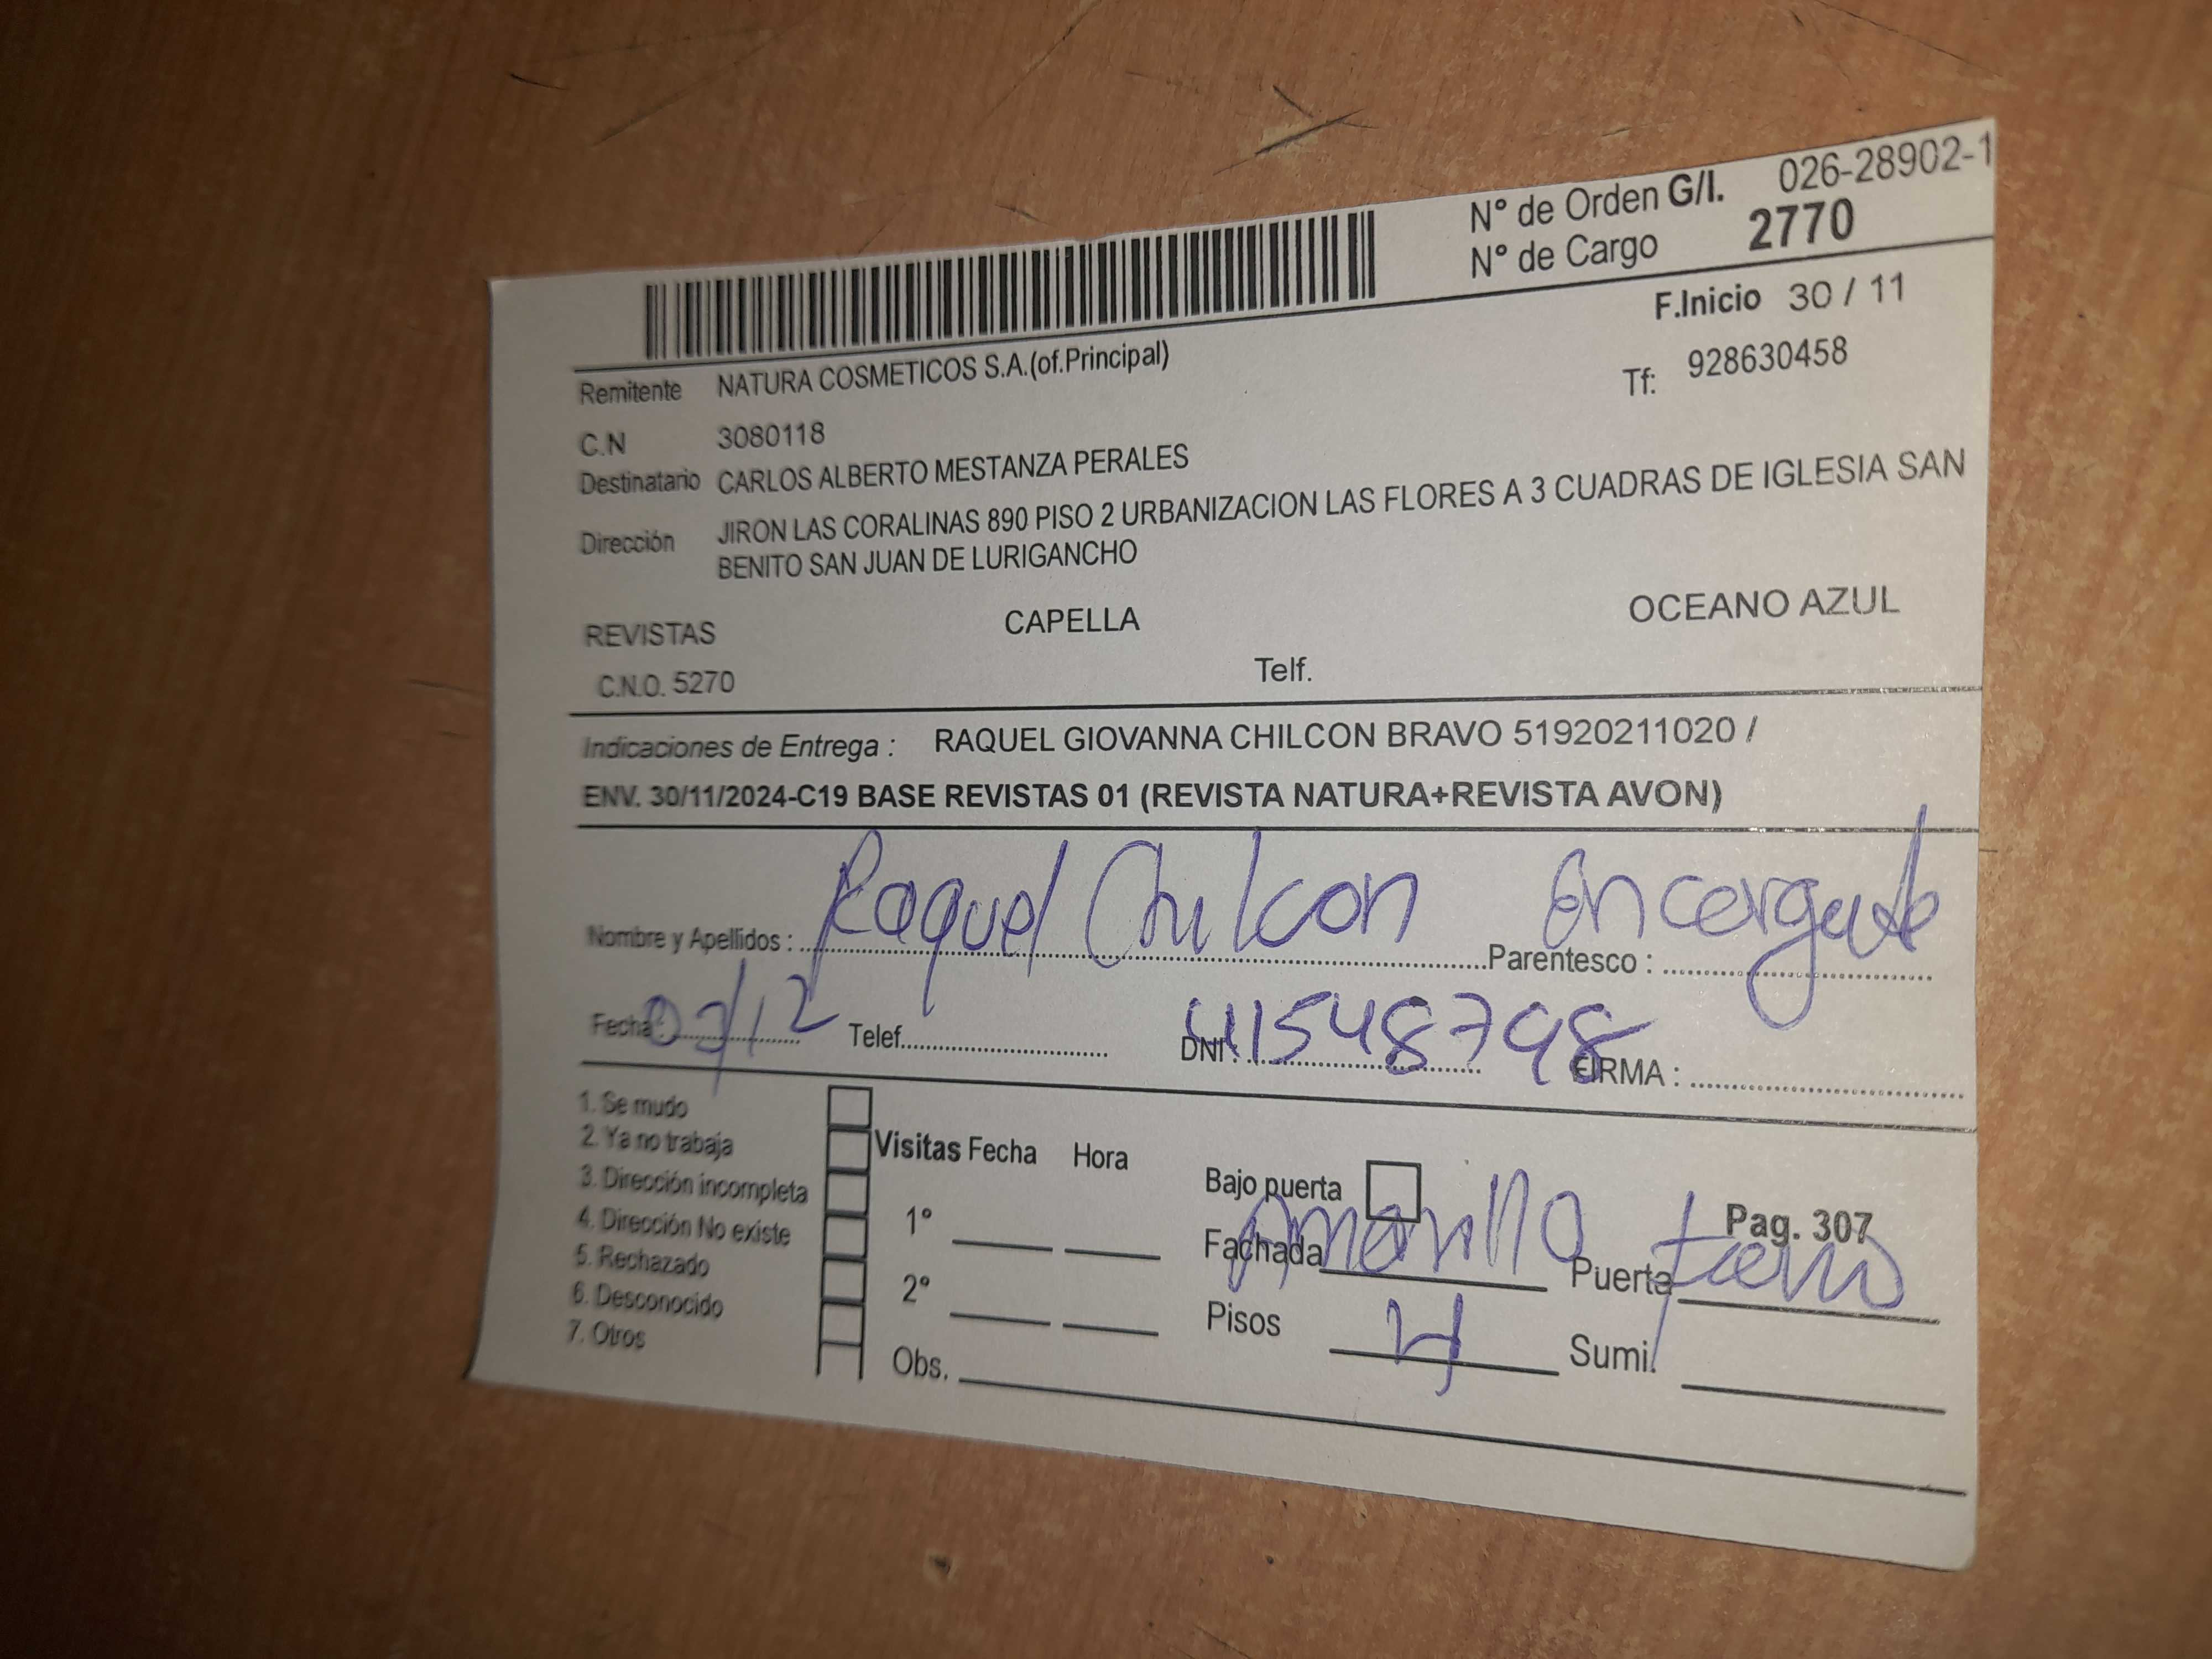 N° de Orden G/I. 026-28902-1
N° de Cargo 2770
F.Inicio 30 / 11
Remitente NATURA COSMETICOS S.A.(of.Principal)
Tf: 928630458
C.N 3080118
Destinatario CARLOS ALBERTO MESTANZA PERALES
Dirección JIRON LAS CORALINAS 890 PISO 2 URBANIZACION LAS FLORES A 3 CUADRAS DE IGLESIA SAN
BENITO SAN JUAN DE LURIGANCHO
REVISTAS CAPELLA OCEANO AZUL
C.N.O. 5270 Telf.
Indicaciones de Entrega : RAQUEL GIOVANNA CHILCON BRAVO 51920211020 /
ENV. 30/11/2024-C19 BASE REVISTAS 01 (REVISTA NATURA+REVISTA AVON)
Nombre y Apellidos : Raquel Chilcon Parentesco :
Fecha : 03/12 Telef. DNI : 41548798 FIRMA :
1. Se mudo
2. Ya no trabaja
3. Dirección incompleta
4. Dirección No existe
5. Rechazado
6. Desconocido
7. Otros
Visitas Fecha Hora
1°
2°
Obs.
Bajo puerta
Pag. 307
Fachada Amarillo Puerta
Pisos 4 Sumi.